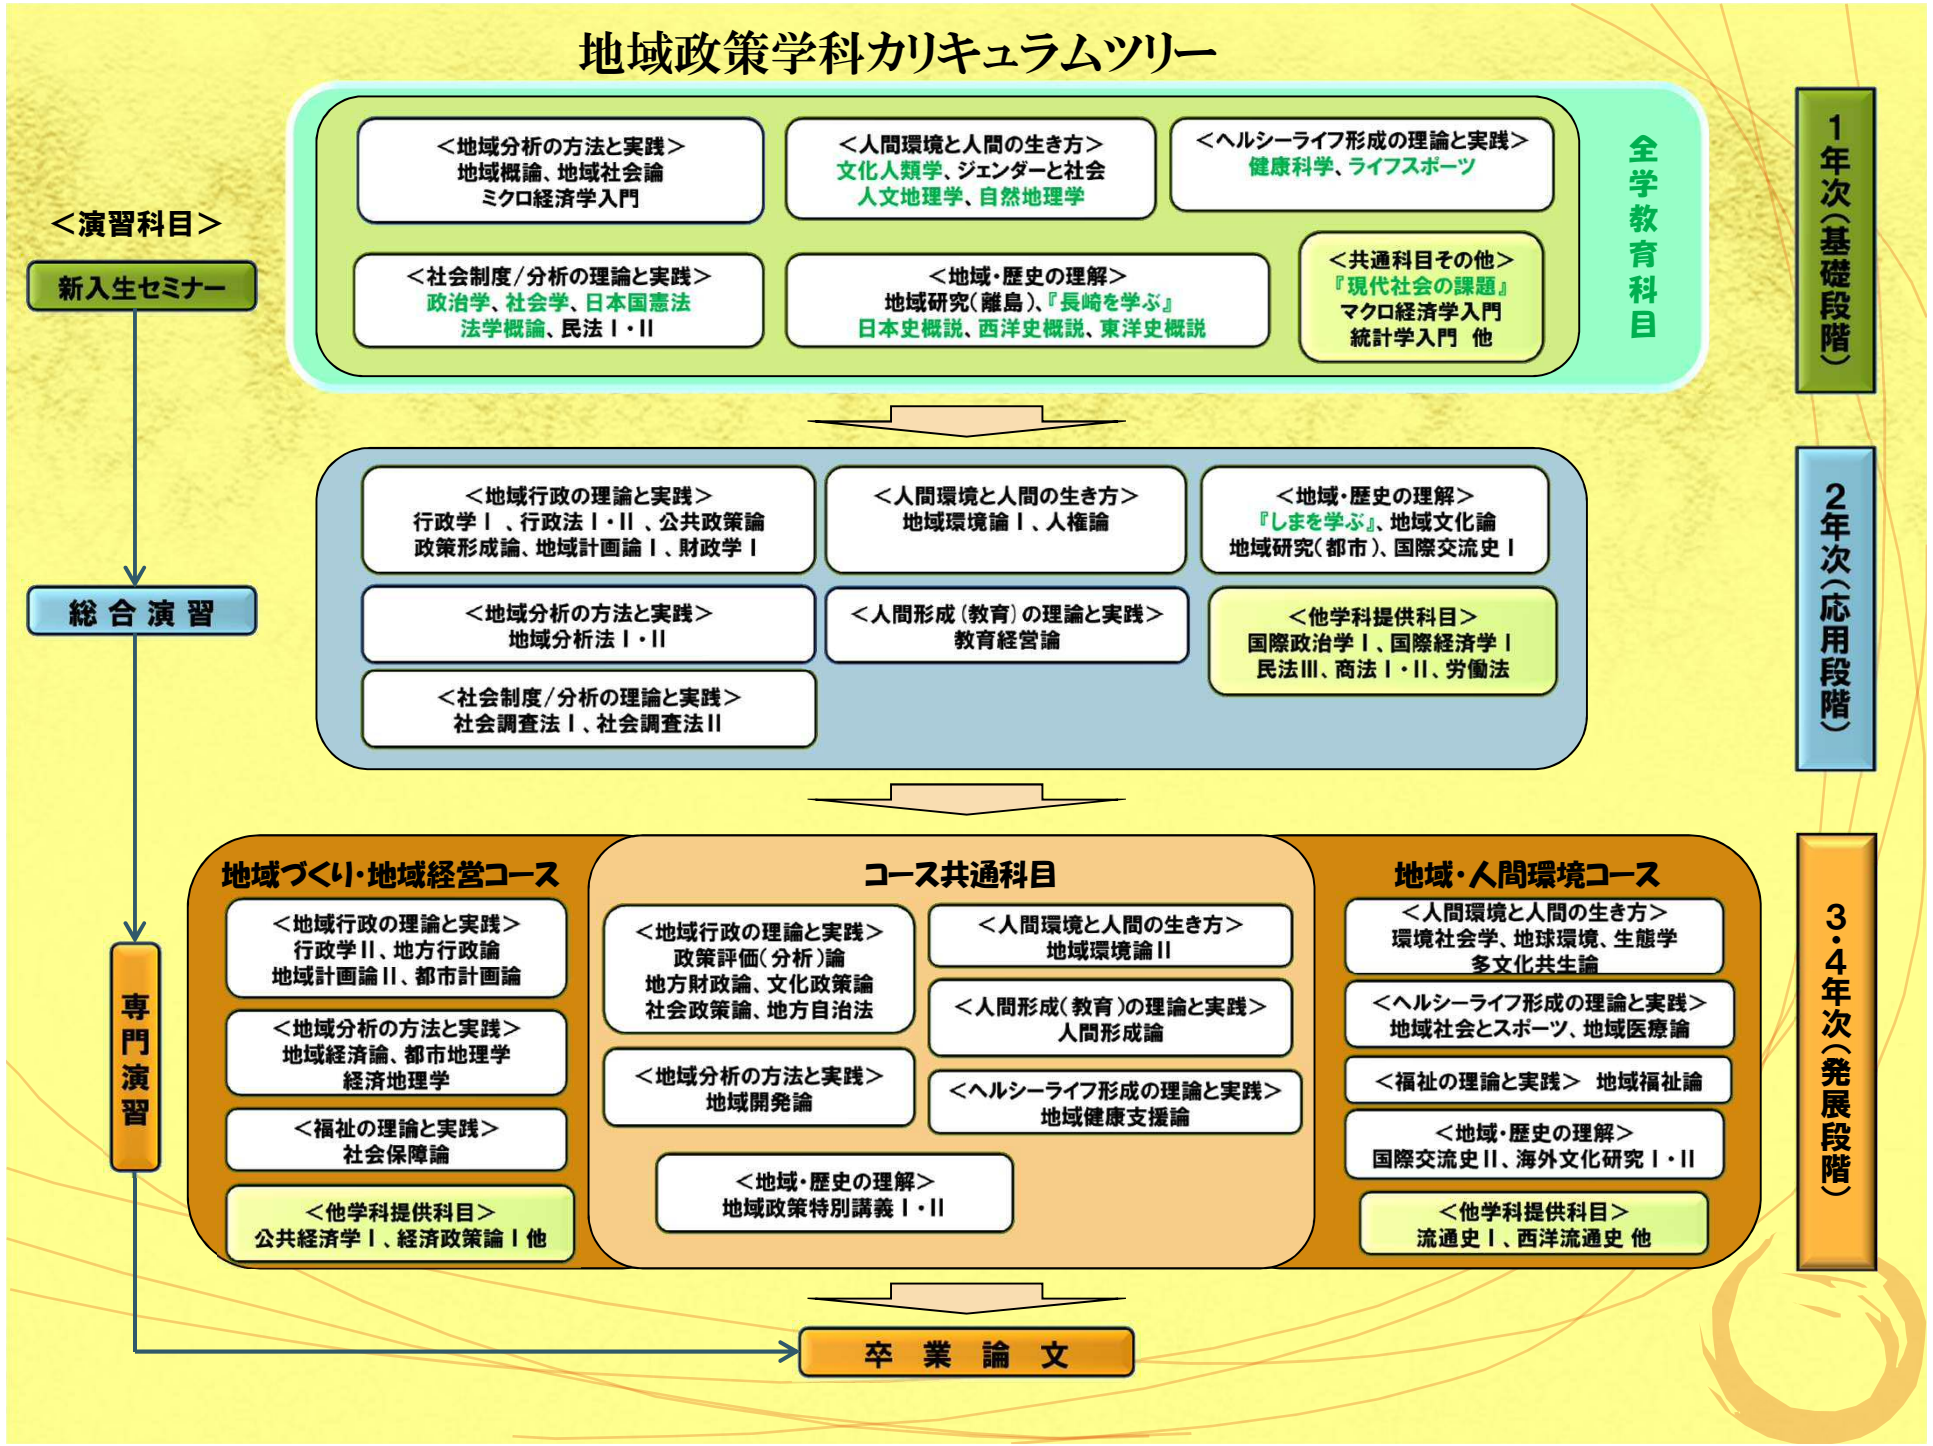 地域政策学科カリキュラムツリー
＜演習科目＞
新入生セミナー
総合演習
専門演習
1年次（基礎段階）
全学教育科目
＜地域分析の方法と実践＞
地域概論、地域社会論
ミクロ経済学入門
＜人間環境と人間の生き方＞
文化人類学、ジェンダーと社会
人文地理学、自然地理学
＜ヘルシーライフ形成の理論と実践＞
健康科学、ライフスポーツ
＜社会制度/分析の理論と実践＞
政治学、社会学、日本国憲法
法学概論、民法Ⅰ・Ⅱ
＜地域・歴史の理解＞
地域研究（離島）、『長崎を学ぶ』
日本史概説、西洋史概説、東洋史概説
＜共通科目その他＞
『現代社会の課題』
マクロ経済学入門
統計学入門 他
2年次（応用段階）
＜地域行政の理論と実践＞
行政学Ⅰ、行政法Ⅰ・Ⅱ、公共政策論
政策形成論、地域計画論Ⅰ、財政学Ⅰ
＜人間環境と人間の生き方＞
地域環境論Ⅰ、人権論
＜地域・歴史の理解＞
『しまを学ぶ』、地域文化論
地域研究（都市）、国際交流史Ⅰ
＜地域分析の方法と実践＞
地域分析法Ⅰ・Ⅱ
＜人間形成（教育）の理論と実践＞
教育経営論
＜他学科提供科目＞
国際政治学Ⅰ、国際経済学Ⅰ
民法Ⅲ、商法Ⅰ・Ⅱ、労働法
＜社会制度/分析の理論と実践＞
社会調査法Ⅰ、社会調査法Ⅱ
3・4年次（発展段階）
地域づくり・地域経営コース
＜地域行政の理論と実践＞
行政学Ⅱ、地方行政論
地域計画論Ⅱ、都市計画論
＜地域分析の方法と実践＞
地域経済論、都市地理学
経済地理学
＜福祉の理論と実践＞
社会保障論
＜他学科提供科目＞
公共経済学Ⅰ、経済政策論Ⅰ他
コース共通科目
＜地域行政の理論と実践＞
政策評価（分析）論
地方財政論、文化政策論
社会政策論、地方自治法
＜地域分析の方法と実践＞
地域開発論
＜人間環境と人間の生き方＞
地域環境論Ⅱ
＜人間形成（教育）の理論と実践＞
人間形成論
＜ヘルシーライフ形成の理論と実践＞
地域健康支援論
＜地域・歴史の理解＞
地域政策特別講義Ⅰ・Ⅱ
地域・人間環境コース
＜人間環境と人間の生き方＞
環境社会学、地球環境、生態学
多文化共生論
＜ヘルシーライフ形成の理論と実践＞
地域社会とスポーツ、地域医療論
＜福祉の理論と実践＞ 地域福祉論
＜地域・歴史の理解＞
国際交流史Ⅱ、海外文化研究Ⅰ・Ⅱ
＜他学科提供科目＞
流通史Ⅰ、西洋流通史 他
卒業論文